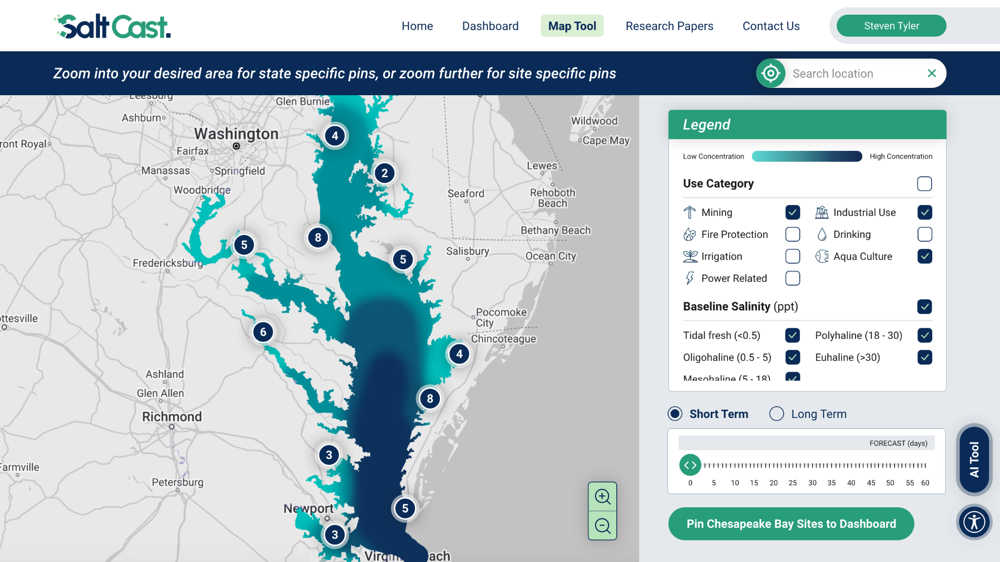 Salt Cast.
Home
Dashboard
Map Tool
Research Papers
Contact Us
Steven Tyler
Zoom into your desired area for state specific pins, or zoom further for site specific pins
Search location
Leesburg
Glen Burnie
Ashburn
Washington
ront Royal
Fairfax
Manassas
Springfield
Woodbridge
Wildwood
Cape May
Lewes
Rehoboth
Beach
Seaford
Bethany Beach
Salisbury
Ocean City
Fredericksburg
ottesville
Pocomoke
City
Chincoteague
Ashland
Glen Allen
Richmond
Farmville
Petersburg
Newport
4
2
8
5
5
6
4
8
3
5
3
Legend
Low Concentration
High Concentration
Use Category
Mining
Industrial Use
Fire Protection
Drinking
Irrigation
Aqua Culture
Power Related
Baseline Salinity (ppt)
Tidal fresh (<0.5)
Polyhaline (18 - 30)
Oligohaline (0.5 - 5)
Euhaline (>30)
Mesohaline (5 - 18)
Short Term
Long Term
FORECAST (days)
0 5 10 15 20 25 30 35 40 45 50 55 60
Pin Chesapeake Bay Sites to Dashboard
AI Tool